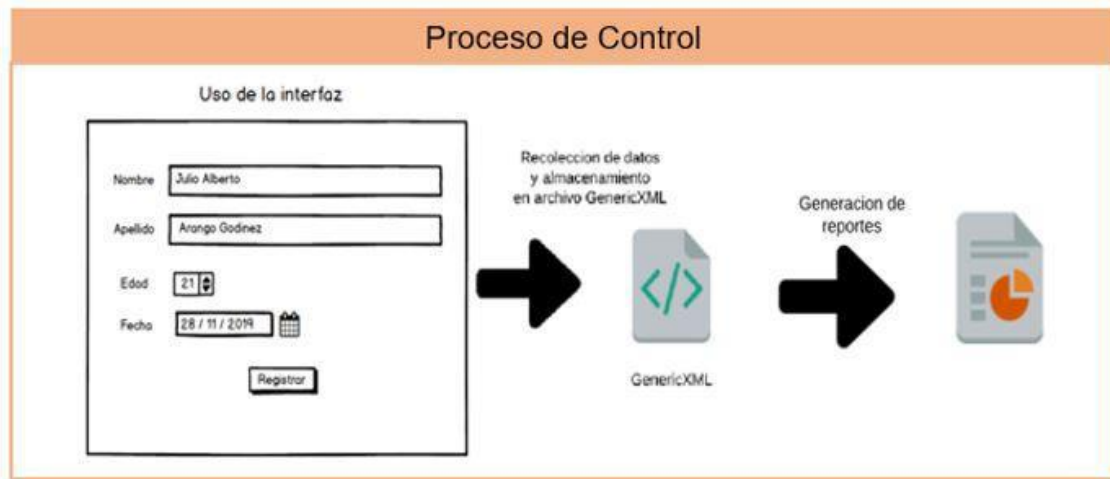 Proceso de Control
Uso de la interfaz
Nombre
Julio Alberto
Apellido
Arango Godinez
Edad
21
Fecha
28 / 11 / 2019
Registrar
Recoleccion de datos
y almacenamiento
en archivo GenericXML
</>
GenericXML
Generacion de
reportes